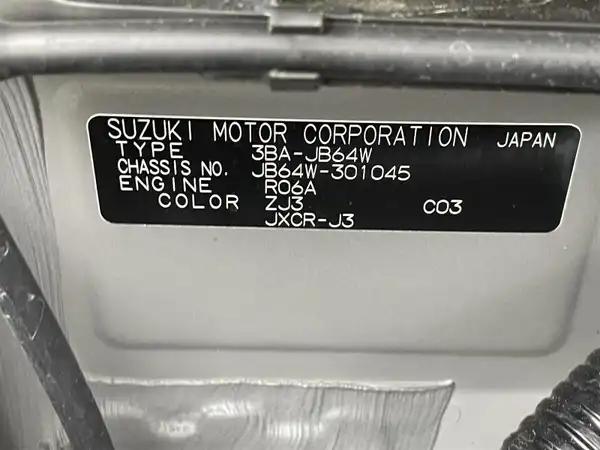 SUZUKI MOTOR CORPORATION JAPAN
TYPE 3BA-JB64W
CHASSIS NO. JB64W-301045
ENGINE R06A
COLOR ZJ3 C03
JXCR-J3